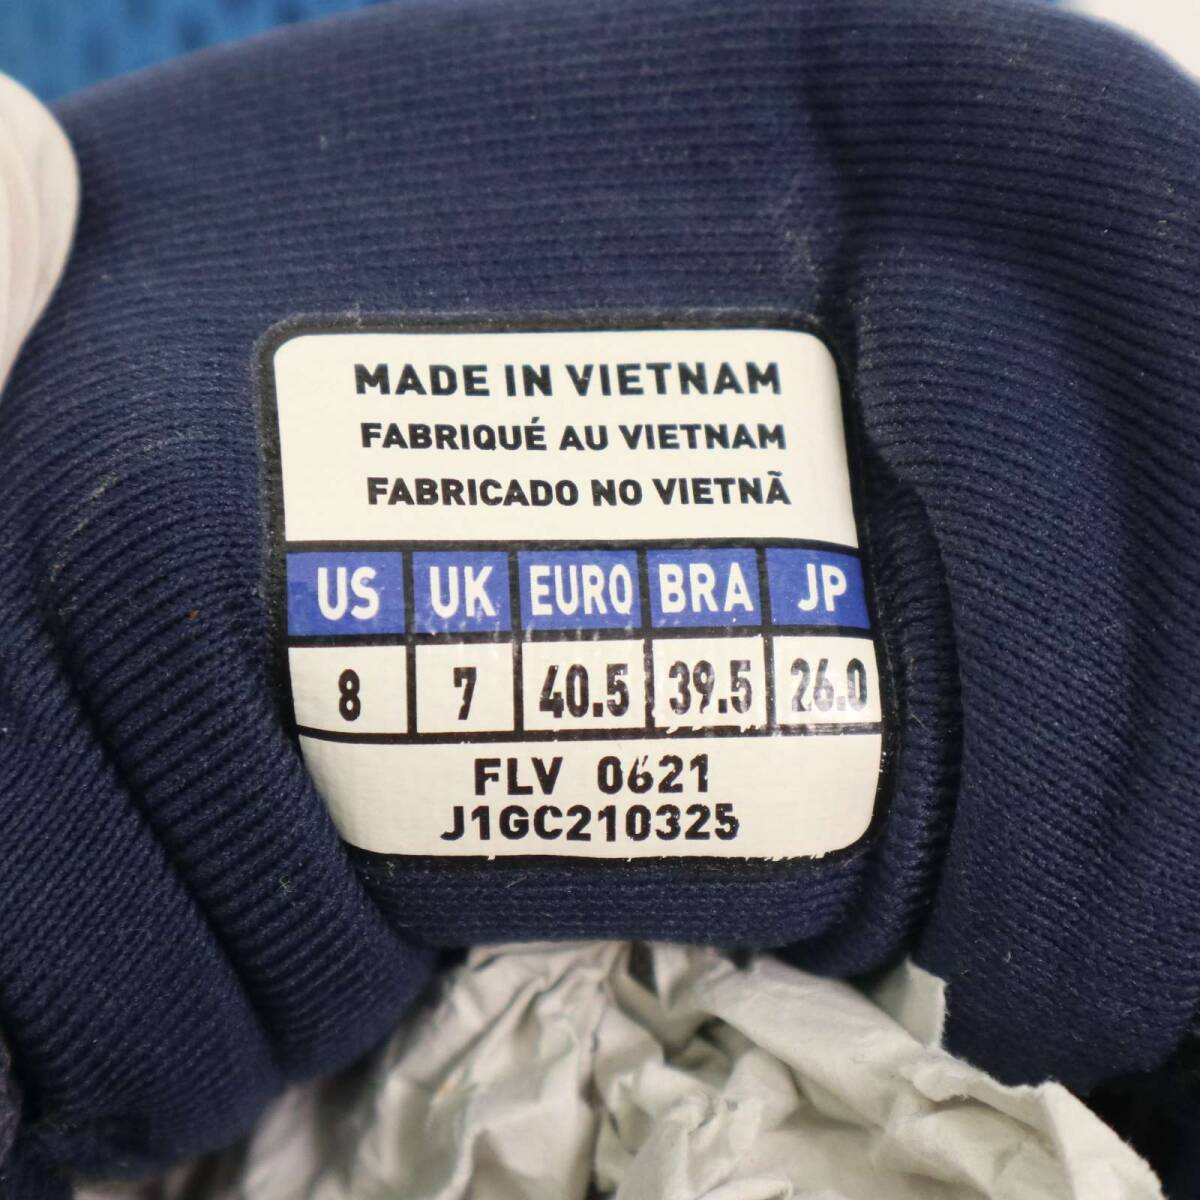 MADE IN VIETNAM
FABRIQUÉ AU VIETNAM
FABRICADO NO VIETNÃ
US UK EURO BRA JP
8 7 40.5 39.5 26.0
FLV 0621
J1GC210325